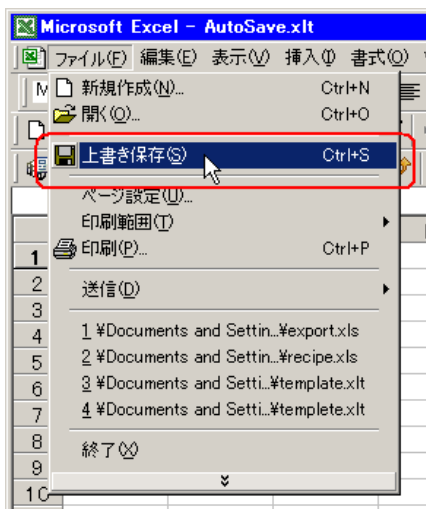 Microsoft Excel - AutoSave.xlt
ファイル(F) 編集(E) 表示(V) 挿入(I) 書式(O)
新規作成(N)... Ctrl+N
開く(O)... Ctrl+O
上書き保存(S) Ctrl+S
ページ設定(U)...
印刷範囲(T)
印刷(P)... Ctrl+P
送信(D)
1 ¥Documents and Settin...¥export.xls
2 ¥Documents and Settin...¥recipe.xls
3 ¥Documents and Setti...¥template.xlt
4 ¥Documents and Setti...¥templete.xlt
終了(X)
1
2
3
4
5
6
7
8
9
10